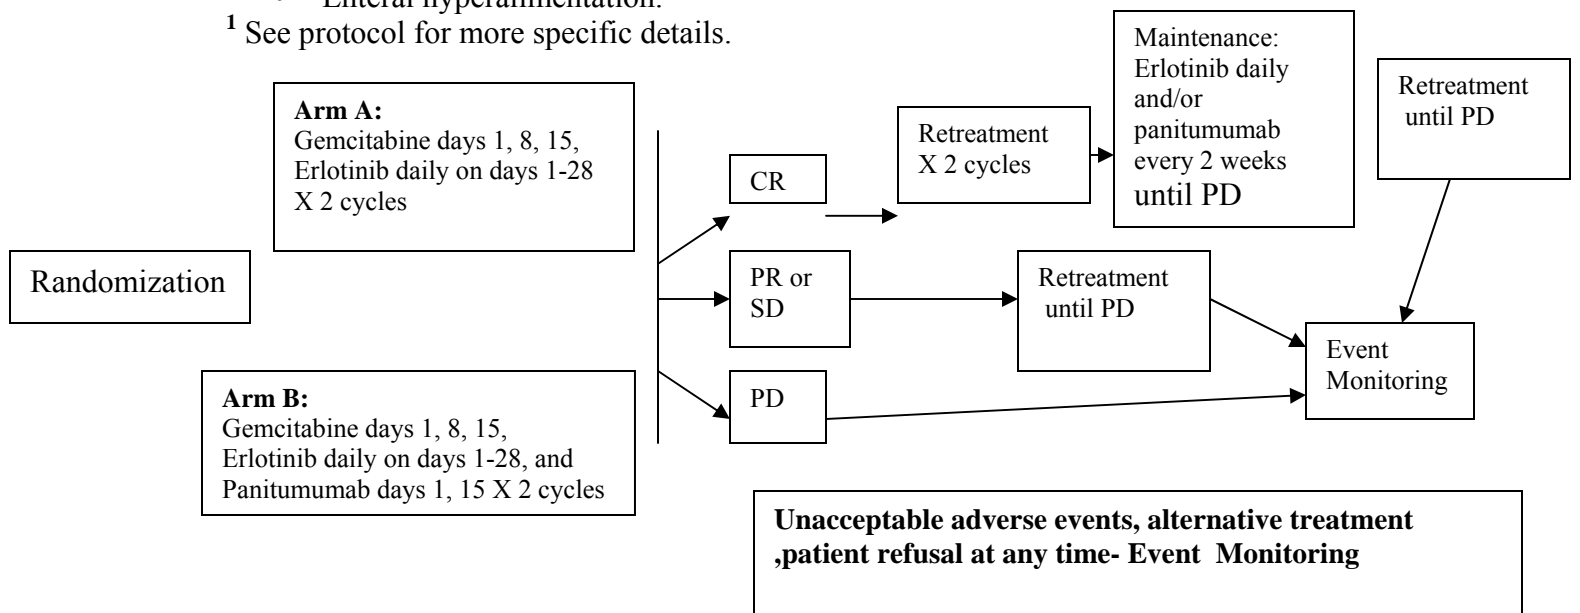 Enteral hyperalimentation.
1 See protocol for more specific details.
Arm A:
Gemcitabine days 1, 8, 15,
Erlotinib daily on days 1-28
X 2 cycles
Randomization
Arm B:
Gemcitabine days 1, 8, 15,
Erlotinib daily on days 1-28, and
Panitumumab days 1, 15 X 2 cycles
CR
Retreatment
X 2 cycles
Maintenance:
Erlotinib daily
and/or
panitumumab
every 2 weeks
until PD
Retreatment
until PD
PR or
SD
Retreatment
until PD
PD
Event
Monitoring
Unacceptable adverse events, alternative treatment
,patient refusal at any time- Event  Monitoring